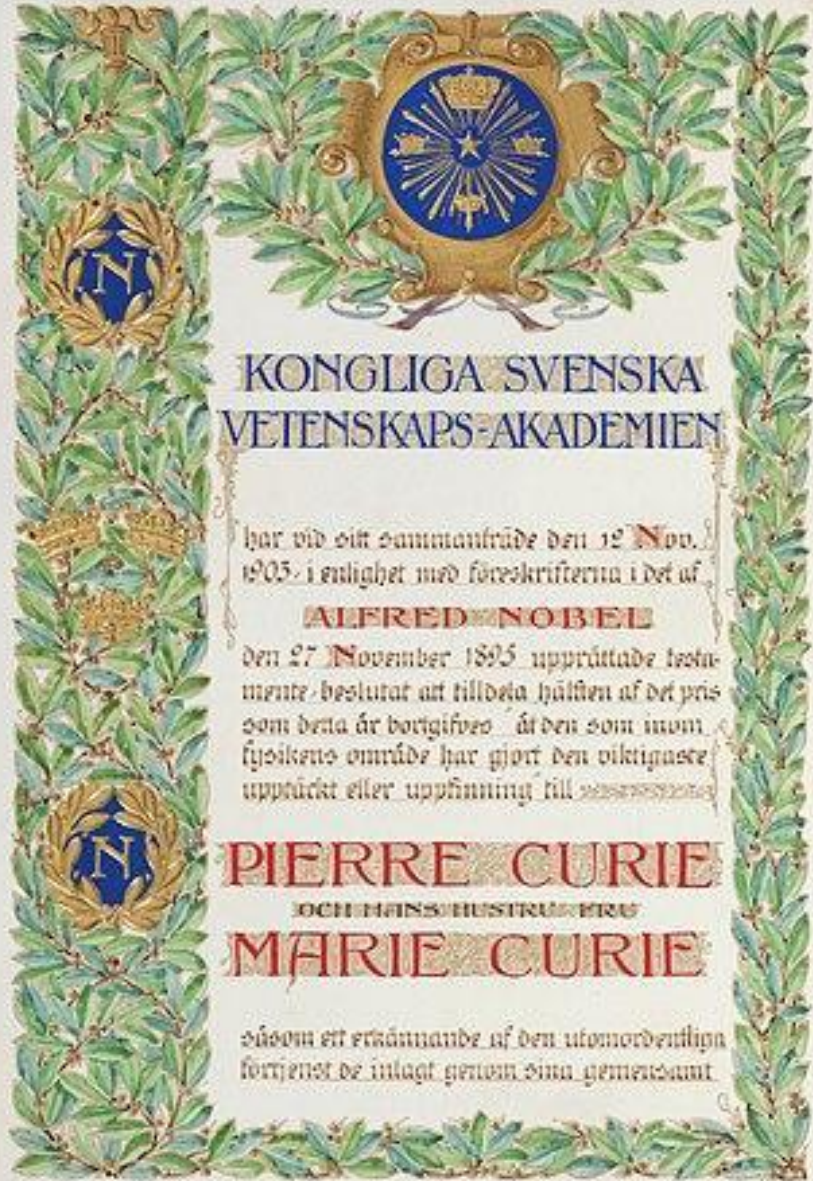 N
KONGLIGA SVENSKA
VETENSKAPS-AKADEMIEN
har vid sitt sammanträde den 12 Nov.
1903, i enlighet med föreskrifterna i det af
ALFRED NOBEL
den 27 November 1895 upprättade testa-
mente, beslutat att tilldela hälften af det pris
som detta år bortgifves "åt den som inom
fysikens område har gjort den viktigaste
upptäckt eller uppfinning" till
N
PIERRE CURIE
OCH HANS HUSTRU FRU
MARIE CURIE
såsom ett erkännande af den utomordentliga
förtjenst de inlagt genom sina gemensamt